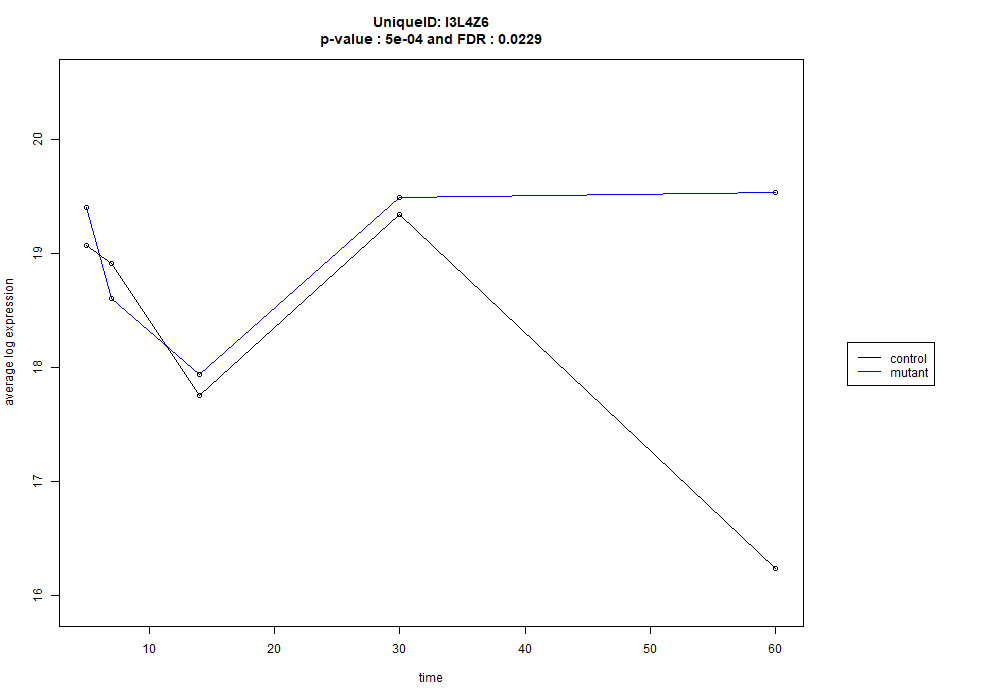 UniqueID: I3L4Z6
p-value : 5e-04 and FDR : 0.0229
average log expression
20
19
18
17
16
10 20 30 40 50 60
time
control
mutant